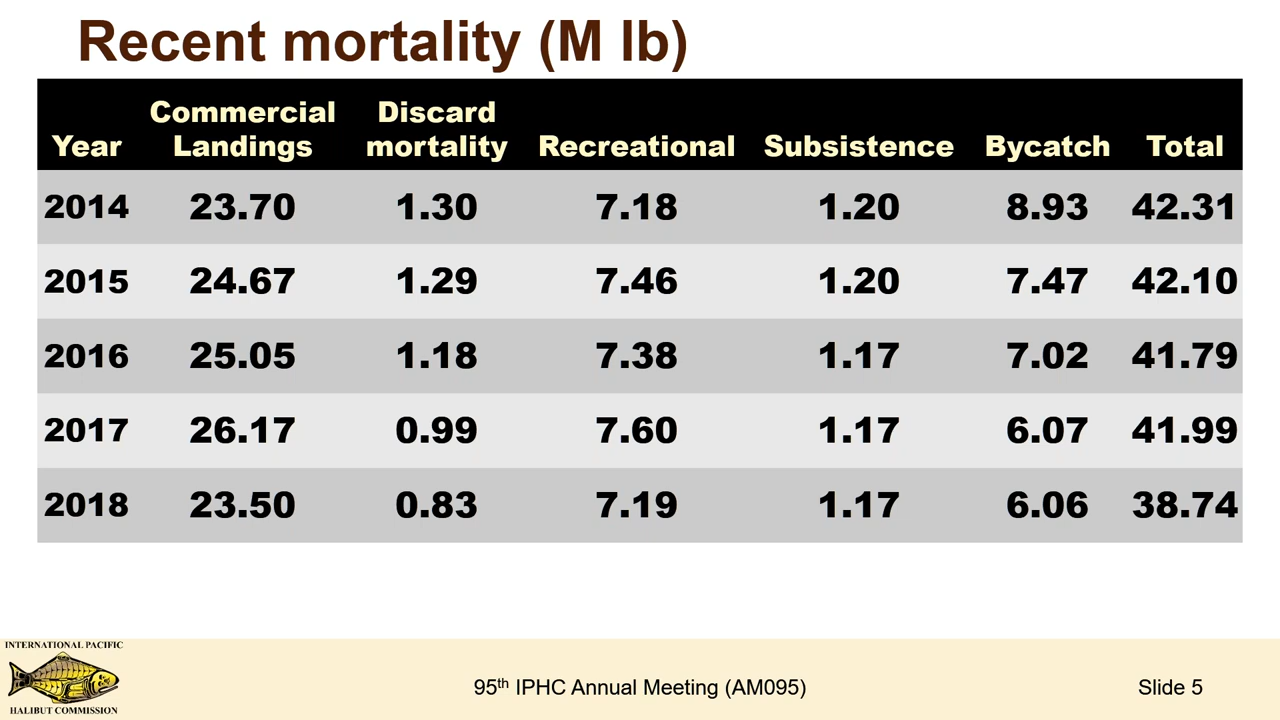 Recent mortality (M lb)
Commercial Discard
Year Landings mortality Recreational Subsistence Bycatch Total
2014 23.70 1.30 7.18 1.20 8.93 42.31
2015 24.67 1.29 7.46 1.20 7.47 42.10
2016 25.05 1.18 7.38 1.17 7.02 41.79
2017 26.17 0.99 7.60 1.17 6.07 41.99
2018 23.50 0.83 7.19 1.17 6.06 38.74
INTERNATIONAL PACIFIC
HALIBUT COMMISSION
95th IPHC Annual Meeting (AM095)
Slide 5